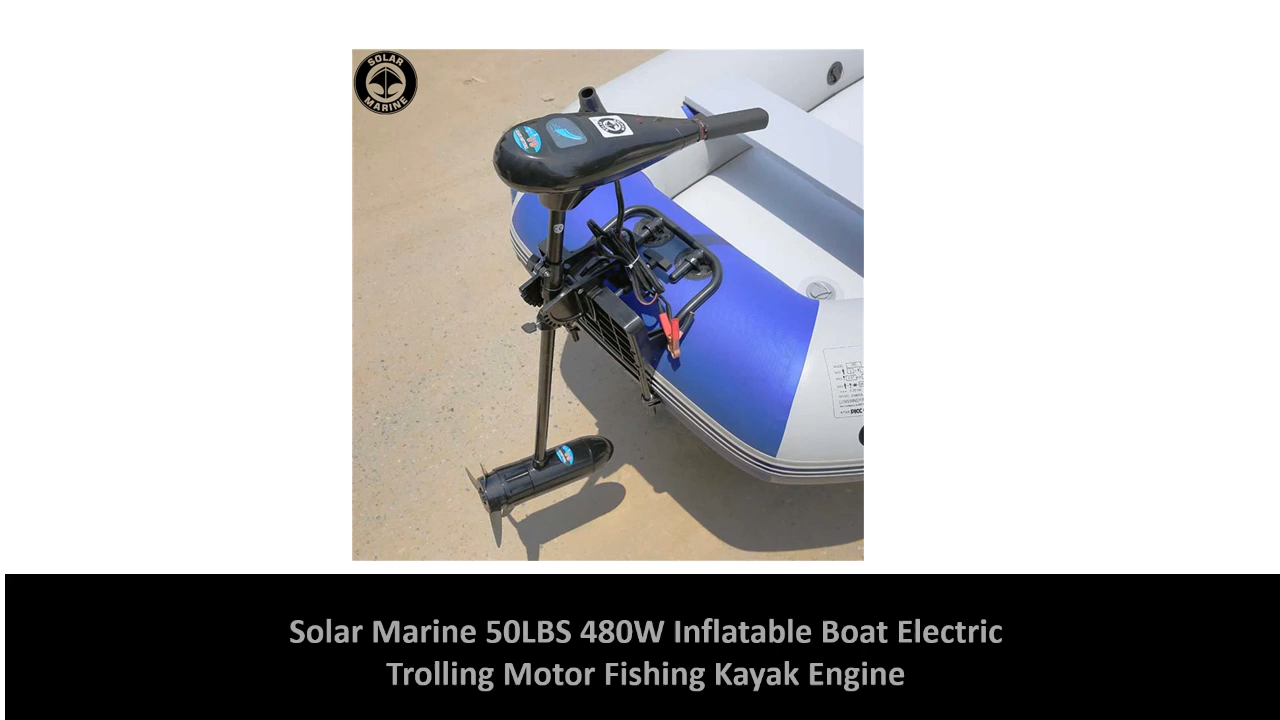 SOLAR
MARINE
Solar Marine 50LBS 480W Inflatable Boat Electric
Trolling Motor Fishing Kayak Engine